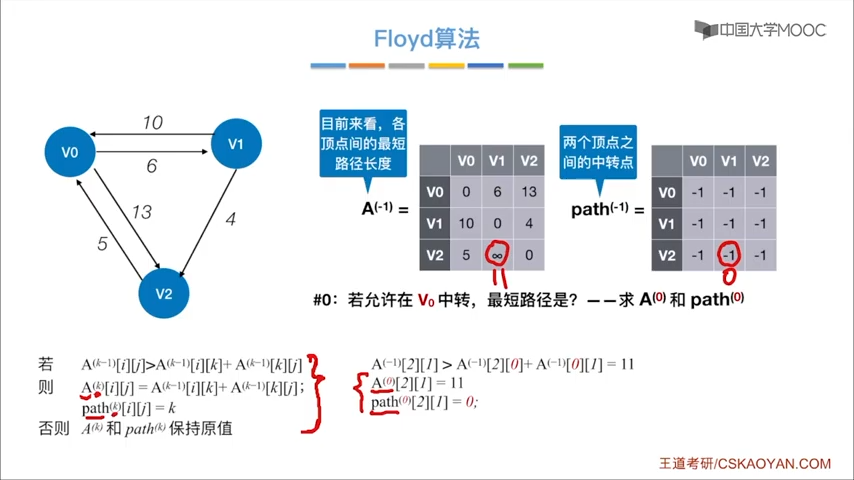 Floyd算法
中国大学MOOC
10
6
13
5
4
V0
V1
V2
目前来看，各
顶点间的最短
路径长度
A(-1) =
V0 V1 V2
V0 0 6 13
V1 10 0 4
V2 5 ∞ 0
11
两个顶点之
间的中转点
path(-1) =
V0 V1 V2
V0 -1 -1 -1
V1 -1 -1 -1
V2 -1 -1 -1
0
#0：若允许在 V0 中转，最短路径是？——求 A(0) 和 path(0)
若 A(k−1)[i][j]>A(k−1)[i][k]+ A(k−1)[k][j]
则 A(k)[i][j] = A(k−1)[i][k]+ A(k−1)[k][j]；
path(k)[i][j] = k
否则 A(k) 和 path(k) 保持原值
A(−1)[2][1] > A(−1)[2][0]+ A(−1)[0][1] = 11
A(0)[2][1] = 11
path(0)[2][1] = 0;
王道考研/CSKAOYAN.COM